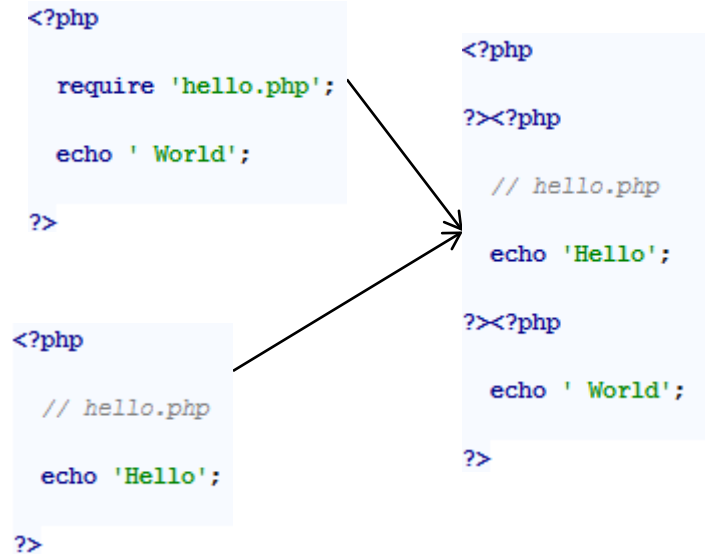 <?php
require 'hello.php';
echo ' World';
?>
<?php
// hello.php
echo 'Hello';
?>
<?php
?><?php
// hello.php
echo 'Hello';
?><?php
echo ' World';
?>